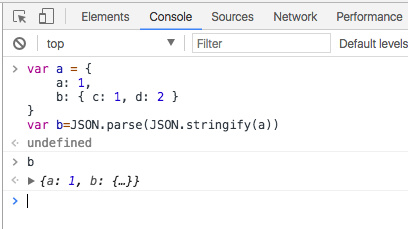 Elements Console Sources Network Performance
top Filter Default levels
> var a = {
a: 1,
b: { c: 1, d: 2 }
}
var b=JSON.parse(JSON.stringify(a))
undefined
> b
{a: 1, b: {…}}
>